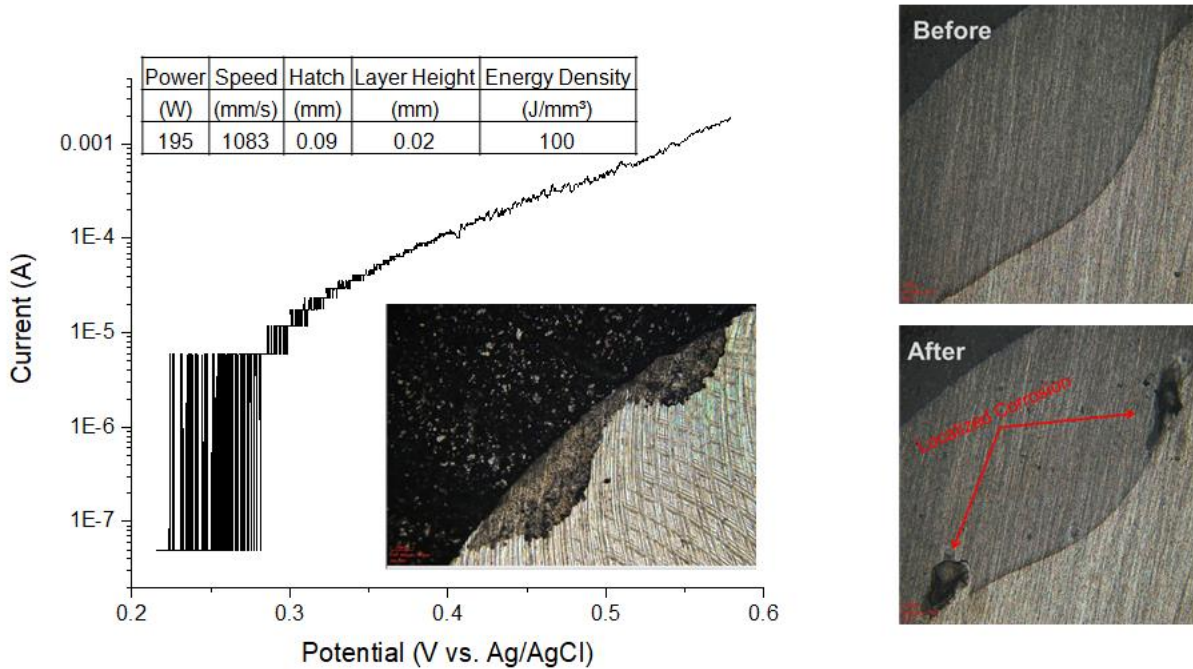 Power Speed Hatch Layer Height Energy Density
(W) (mm/s) (mm) (mm) (J/mm³)
195 1083 0.09 0.02 100
0.001
1E-4
1E-5
1E-6
1E-7
Current (A)
0.2 0.3 0.4 0.5 0.6
Potential (V vs. Ag/AgCl)
Before
After
Localized Corrosion